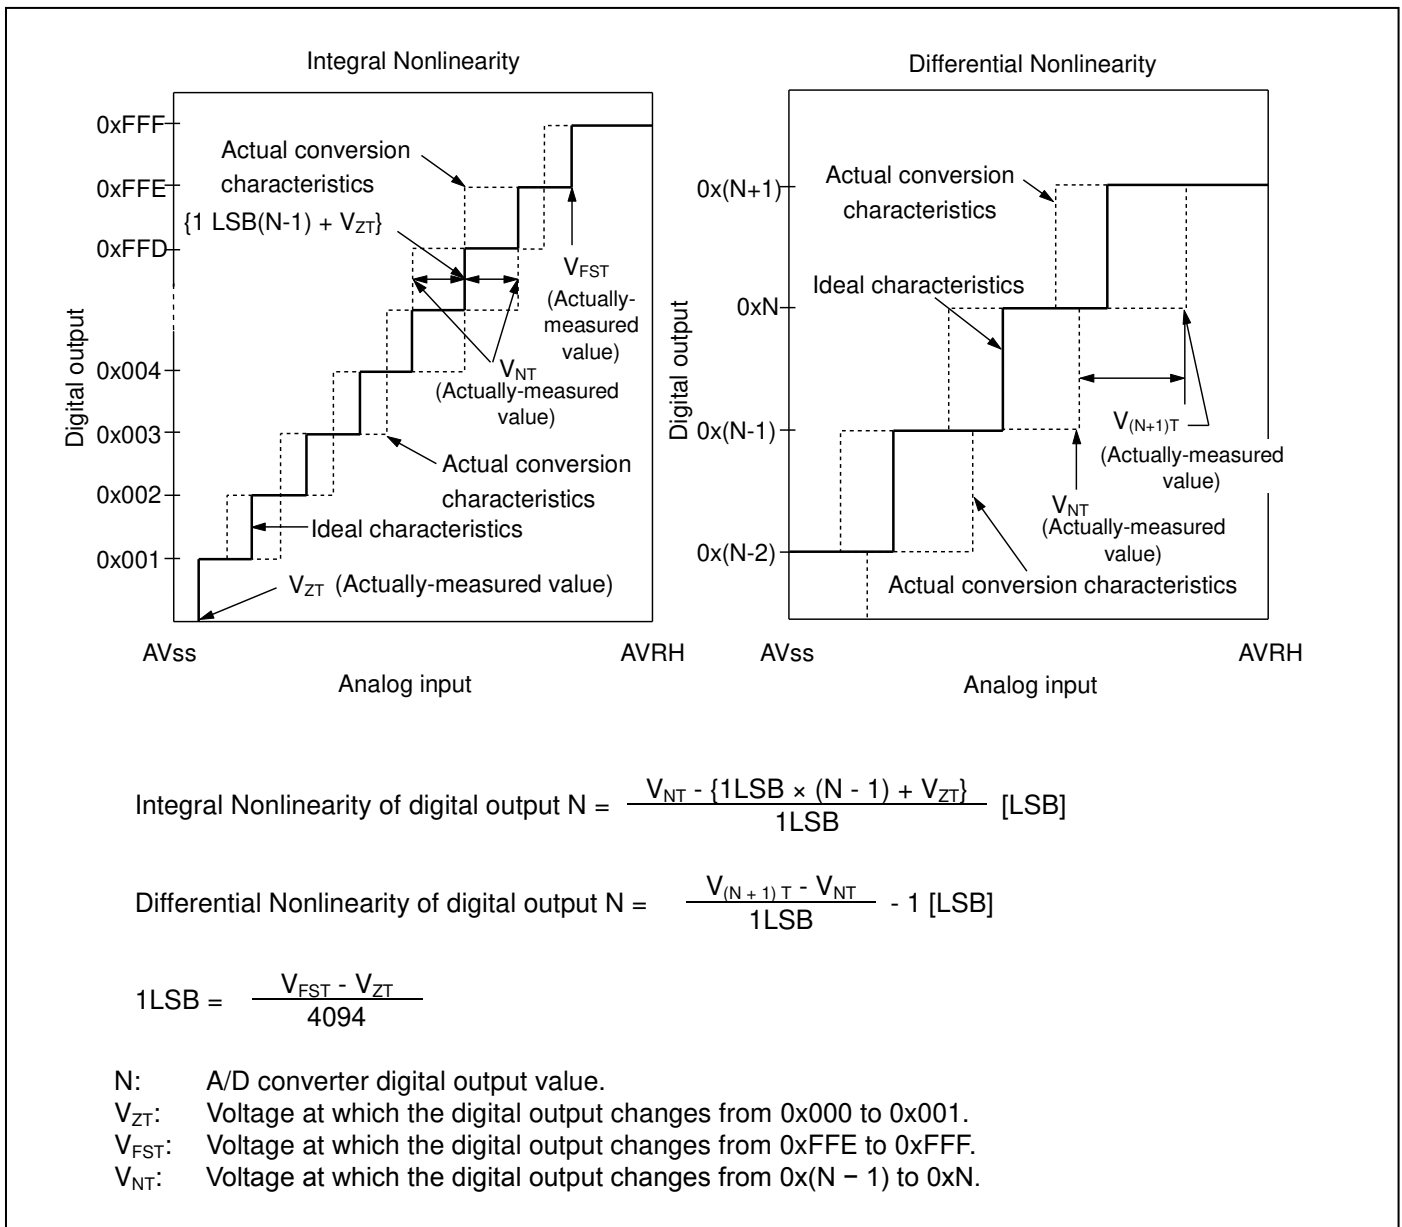 Integral Nonlinearity
0xFFF
0xFFE
0xFFD
0x004
0x003
0x002
0x001
Digital output
Actual conversion
characteristics
{1 LSB(N-1) + VZT}
VFST
(Actually-
measured
value)
VNT
(Actually-measured
value)
Actual conversion
characteristics
Ideal characteristics
VZT (Actually-measured value)
AVss
AVRH
Analog input
Differential Nonlinearity
0x(N+1)
0xN
0x(N-1)
0x(N-2)
Digital output
Actual conversion
characteristics
Ideal characteristics
V(N+1)T
(Actually-measured
value)
VNT
(Actually-measured
value)
Actual conversion characteristics
AVss
AVRH
Analog input
Integral Nonlinearity of digital output N = VNT - {1LSB × (N - 1) + VZT} / 1LSB [LSB]
Differential Nonlinearity of digital output N = V(N + 1) T - VNT / 1LSB - 1 [LSB]
1LSB = VFST - VZT / 4094
N: A/D converter digital output value.
VZT: Voltage at which the digital output changes from 0x000 to 0x001.
VFST: Voltage at which the digital output changes from 0xFFE to 0xFFF.
VNT: Voltage at which the digital output changes from 0x(N − 1) to 0xN.